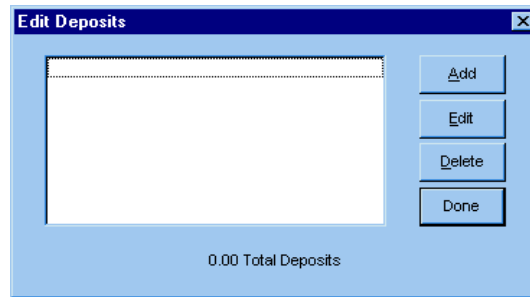 Edit Deposits
Add
Edit
Delete
Done
0.00 Total Deposits